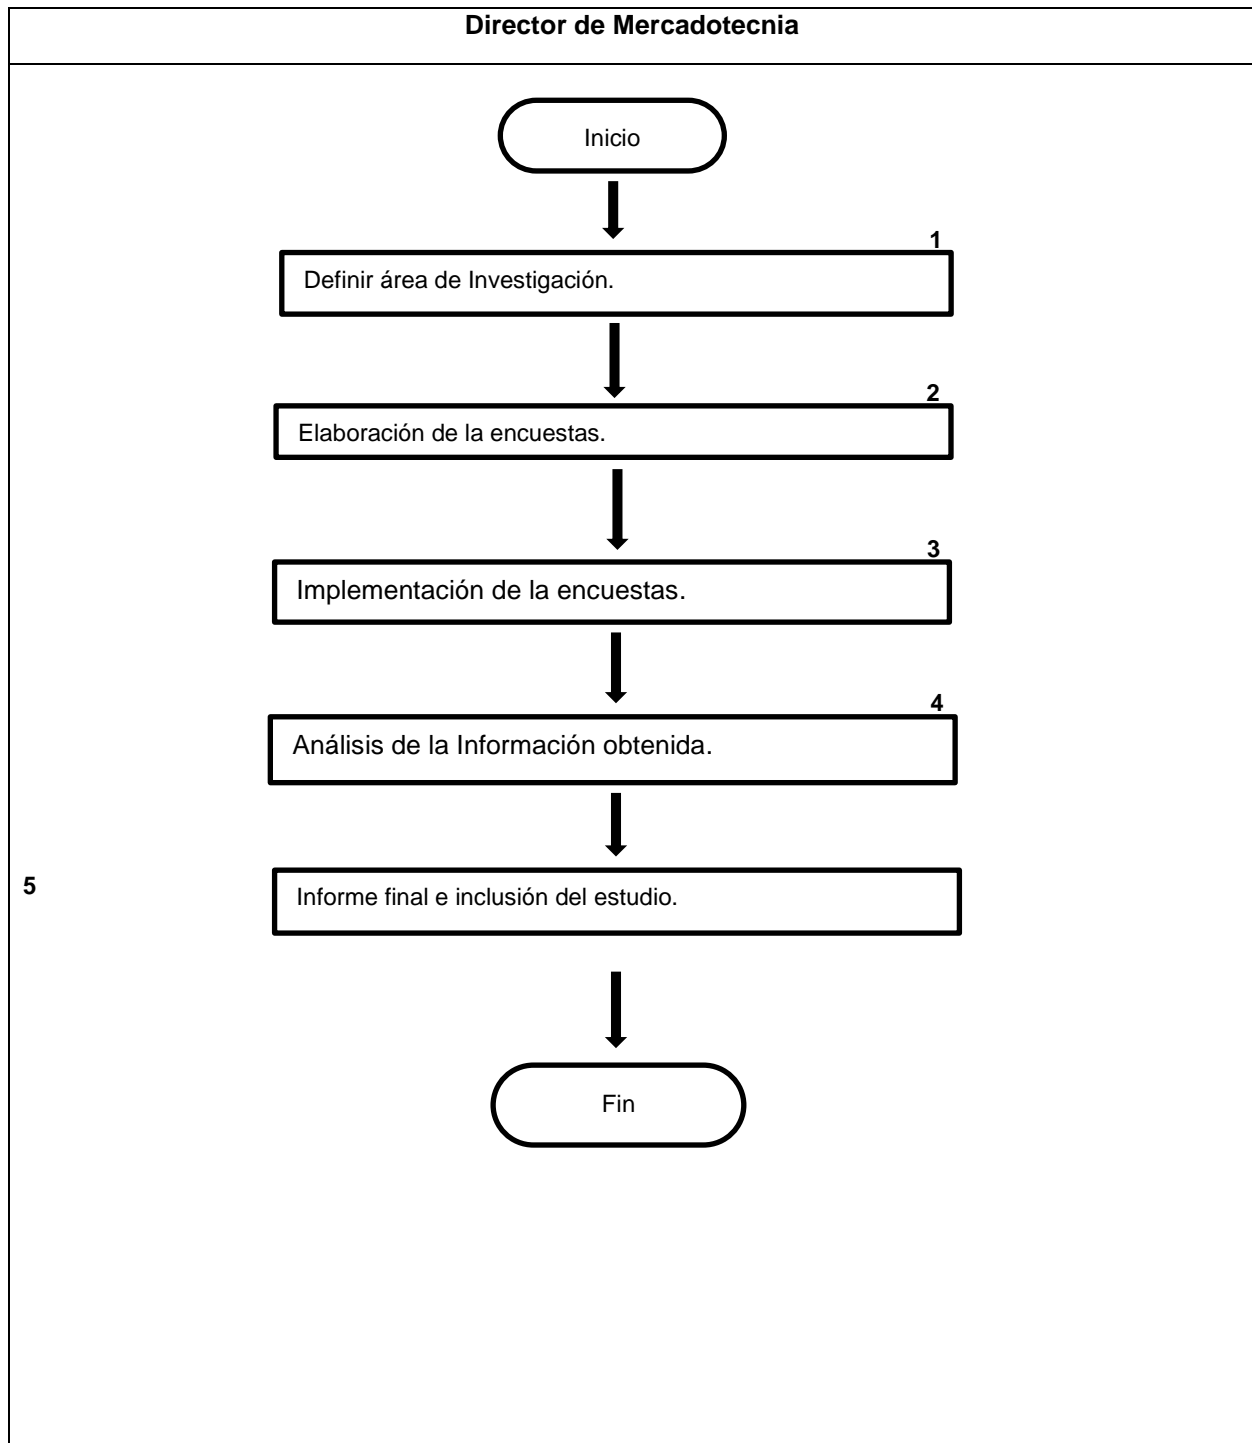 Director de Mercadotecnia
Inicio
1
Definir área de Investigación.
2
Elaboración de la encuestas.
3
Implementación de la encuestas.
4
Análisis de la Información obtenida.
5
Informe final e inclusión del estudio.
Fin